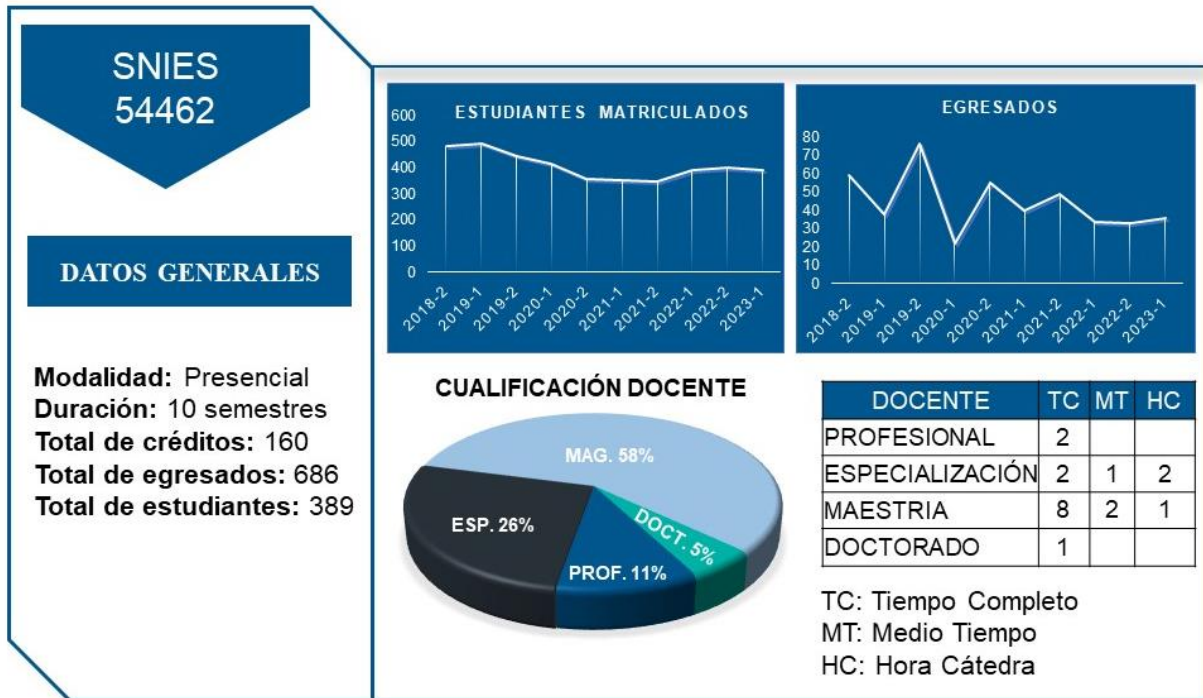 SNIES
54462
DATOS GENERALES
Modalidad: Presencial
Duración: 10 semestres
Total de créditos: 160
Total de egresados: 686
Total de estudiantes: 389
ESTUDIANTES MATRICULADOS
600
500
400
300
200
100
0
2018-2 2019-1 2019-2 2020-1 2020-2 2021-1 2021-2 2022-1 2022-2 2023-1
EGRESADOS
80
70
60
50
40
30
20
10
0
2018-2 2019-1 2019-2 2020-1 2020-2 2021-1 2021-2 2022-1 2022-2 2023-1
CUALIFICACIÓN DOCENTE
MAG. 58%
ESP. 26%
DOCT. 5%
PROF. 11%
DOCENTE TC MT HC
PROFESIONAL 2
ESPECIALIZACIÓN 2 1 2
MAESTRIA 8 2 1
DOCTORADO 1
TC: Tiempo Completo
MT: Medio Tiempo
HC: Hora Cátedra